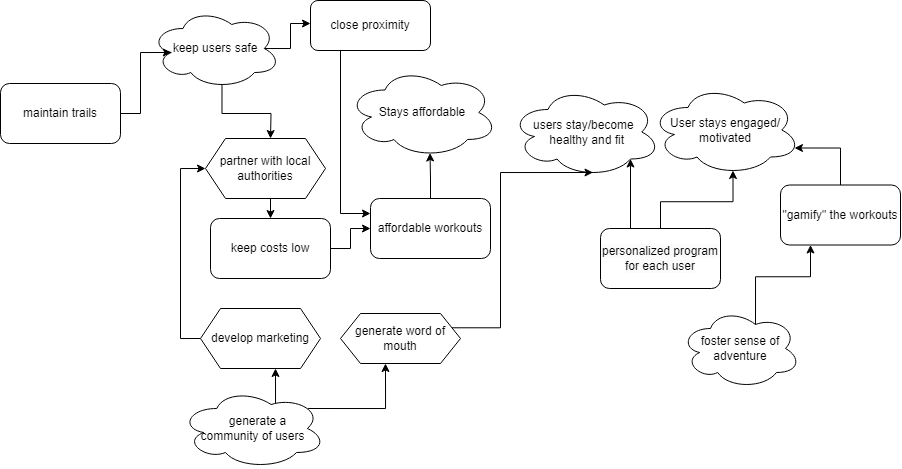 close proximity
keep users safe
maintain trails
Stays affordable
users stay/become
healthy and fit
User stays engaged/
motivated
partner with local
authorities
"gamify" the workouts
affordable workouts
keep costs low
personalized program
for each user
develop marketing
generate word of
mouth
foster sense of
adventure
generate a
community of users